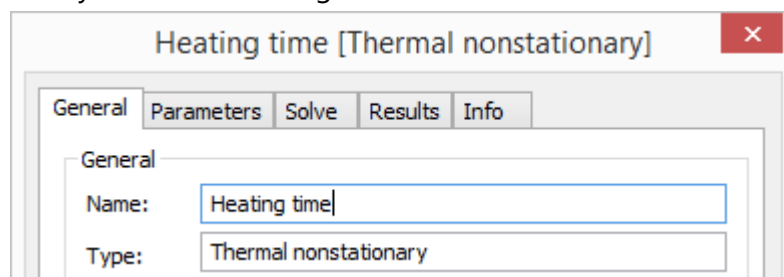 Heating time [Thermal nonstationary]
×
General Parameters Solve Results Info
General
Name: Heating time
Type: Thermal nonstationary